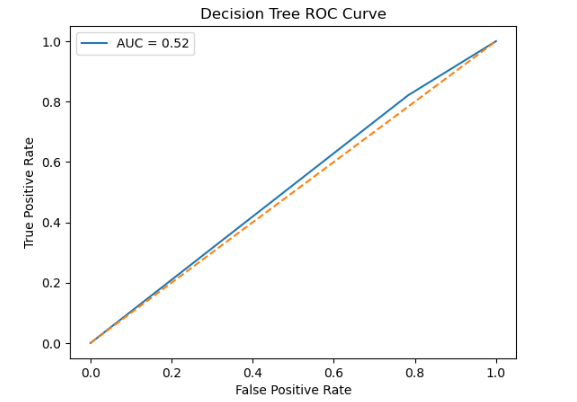 Decision Tree ROC Curve
AUC = 0.52
True Positive Rate
1.0
0.8
0.6
0.4
0.2
0.0
0.0 0.2 0.4 0.6 0.8 1.0
False Positive Rate